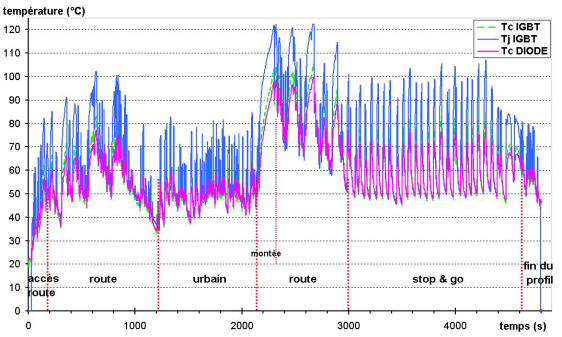 température (°C)
Tc IGBT
Tj IGBT
Tc DIODE
120
110
100
90
80
70
60
50
40
30
20
10
0
montée
accès
route
route
urbain
route
stop & go
fin du
profil
0
1000
2000
3000
4000
temps (s)